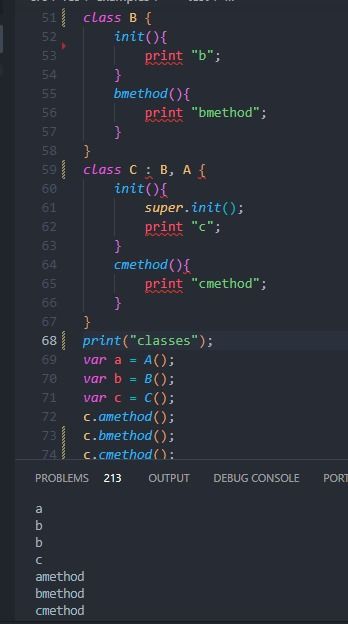 51 class B {
52 init(){
53 print "b";
54 }
55 bmethod(){
56 print "bmethod";
57 }
58 }
59 class C : B, A {
60 init(){
61 super.init();
62 print "c";
63 }
64 cmethod(){
65 print "cmethod";
66 }
67 }
68 print("classes");
69 var a = A();
70 var b = B();
71 var c = C();
72 c.amethod();
73 c.bmethod();
74 c.cmethod();
PROBLEMS 213 OUTPUT DEBUG CONSOLE PORT
a
b
b
c
amethod
bmethod
cmethod